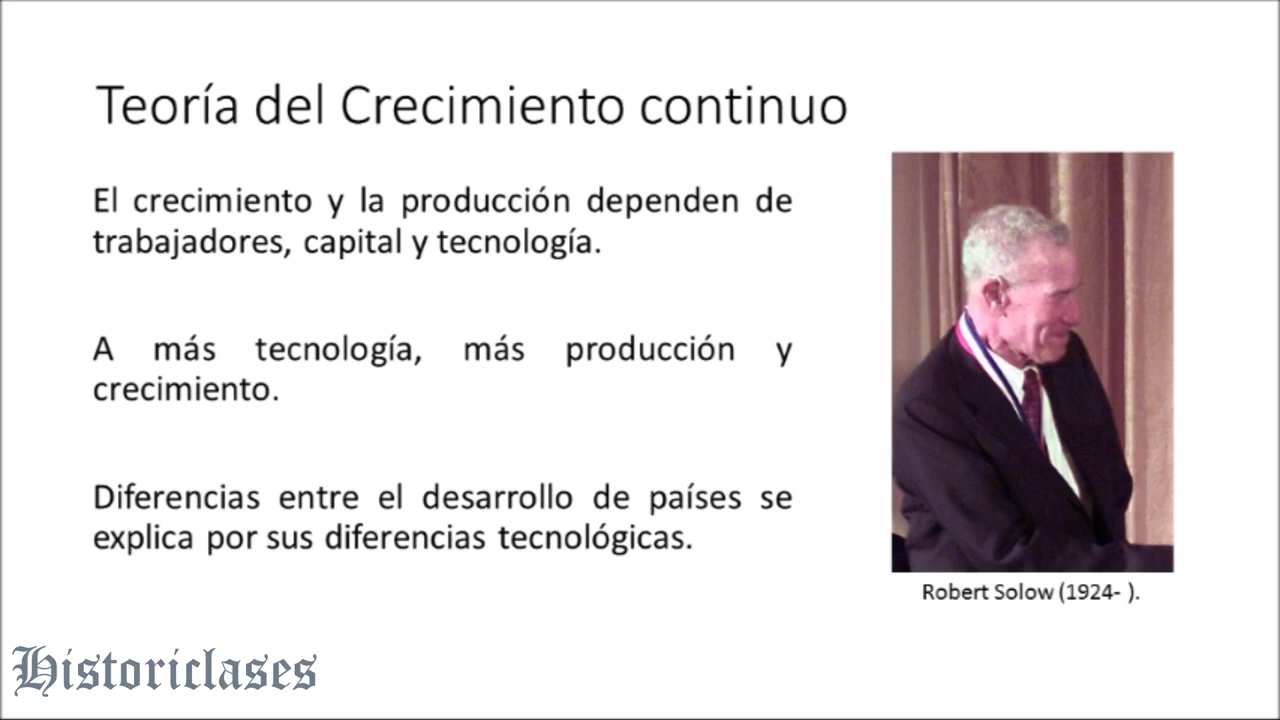 Teoría del Crecimiento continuo
El crecimiento y la producción dependen de
trabajadores, capital y tecnología.
A más tecnología, más producción y
crecimiento.
Diferencias entre el desarrollo de países se
explica por sus diferencias tecnológicas.
Robert Solow (1924- ).
Historiclases